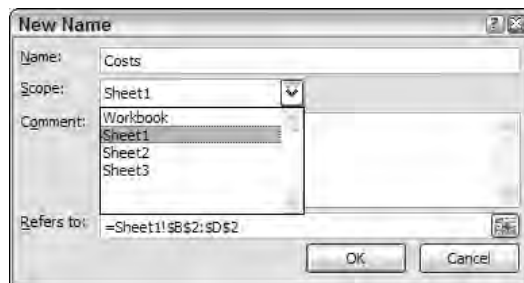 New Name
Name: Costs
Scope: Sheet1
Comment: Workbook
Sheet1
Sheet2
Sheet3
Refers to: =Sheet1!$B$2:$D$2
OK Cancel